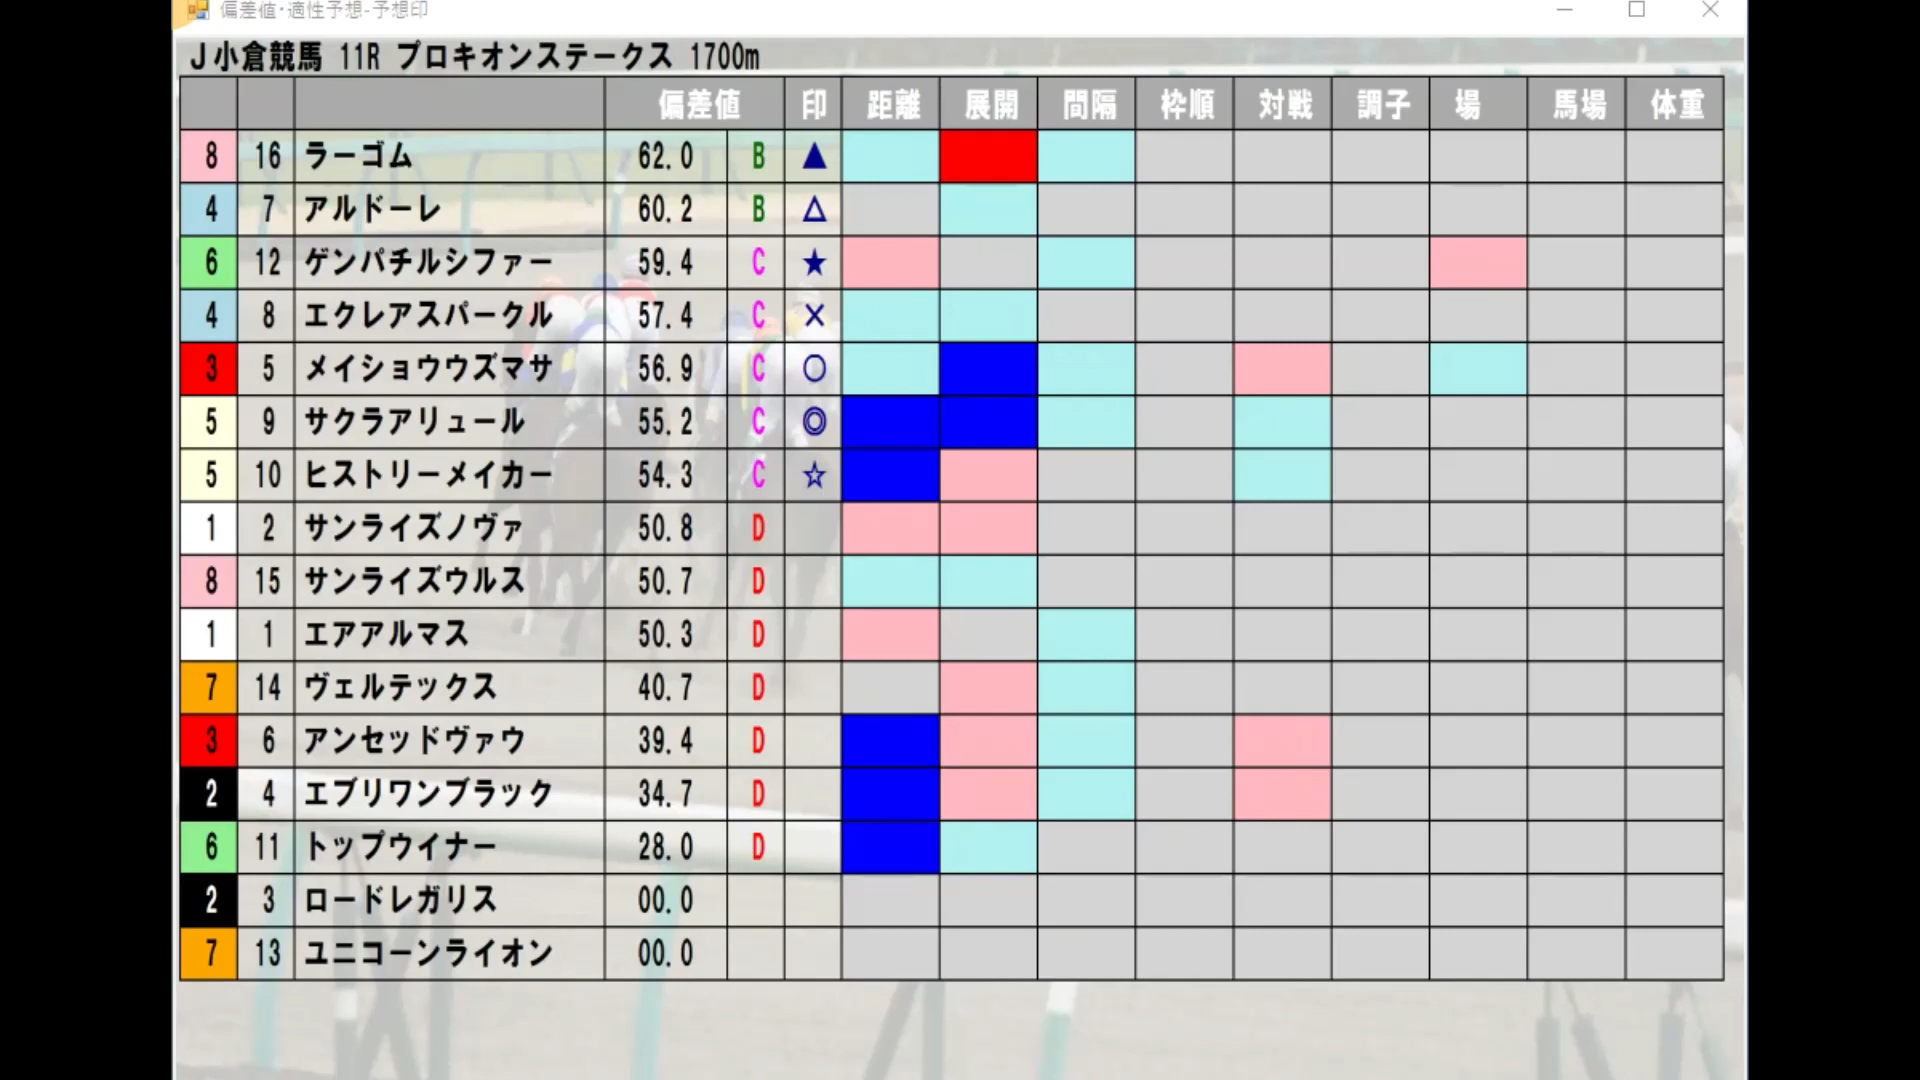 偏差値・適性予想-予想印
J小倉競馬 11R プロキオンステークス 1700m
偏差値 印 距離 展開 間隔 枠順 対戦 調子 場 馬場 体重
8 16 ラーゴム 62.0 B ▲
4 7 アルドーレ 60.2 B △
6 12 ゲンパチルシファー 59.4 C ★
4 8 エクレアスパークル 57.4 C ×
3 5 メイショウウズマサ 56.9 C ○
5 9 サクラアリュール 55.2 C ◎
5 10 ヒストリーメイカー 54.3 C ☆
1 2 サンライズノヴァ 50.8 D
8 15 サンライズウルス 50.7 D
1 1 エアアルマス 50.3 D
7 14 ヴェルテックス 40.7 D
3 6 アンセッドヴァウ 39.4 D
2 4 エブリワンブラック 34.7 D
6 11 トップウイナー 28.0 D
2 3 ロードレガリス 00.0
7 13 ユニコーンライオン 00.0